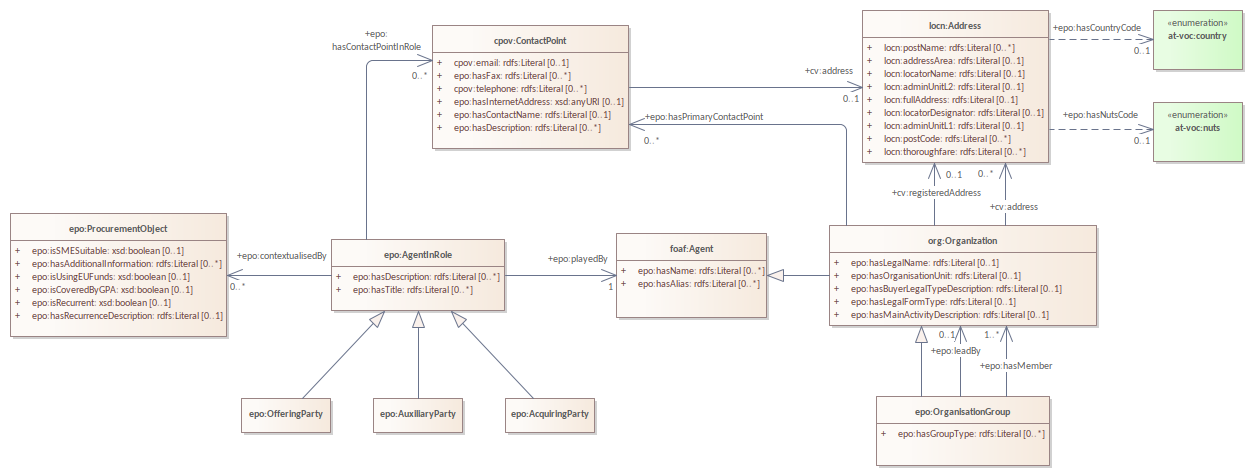 +epo:
hasContactPointInRole
0..*
cpov:ContactPoint
+ cpov:email: rdfs:Literal [0..1]
+ epo:hasFax: rdfs:Literal [0..*]
+ cpov:telephone: rdfs:Literal [0..*]
+ epo:hasInternetAddress: xsd:anyURI [0..1]
+ epo:hasContactName: rdfs:Literal [0..1]
+ epo:hasDescription: rdfs:Literal [0..*]
+cv:address
0..1
locn:Address
+ locn:postName: rdfs:Literal [0..*]
+ locn:addressArea: rdfs:Literal [0..1]
+ locn:locatorName: rdfs:Literal [0..1]
+ locn:adminUnitL2: rdfs:Literal [0..1]
+ locn:fullAddress: rdfs:Literal [0..1]
+ locn:locatorDesignator: rdfs:Literal [0..1]
+ locn:adminUnitL1: rdfs:Literal [0..1]
+ locn:postCode: rdfs:Literal [0..*]
+ locn:thoroughfare: rdfs:Literal [0..*]
+epo:hasCountryCode
0..1
«enumeration»
at-voc:country
+epo:hasNutsCode
0..1
«enumeration»
at-voc:nuts
+epo:hasPrimaryContactPoint
0..*
0..1
+cv:registeredAddress
0..*
+cv:address
epo:ProcurementObject
+ epo:isSMESuitable: xsd:boolean [0..1]
+ epo:hasAdditionalInformation: rdfs:Literal [0..*]
+ epo:isUsingEUFunds: xsd:boolean [0..1]
+ epo:isCoveredByGPA: xsd:boolean [0..1]
+ epo:isRecurrent: xsd:boolean [0..1]
+ epo:hasRecurrenceDescription: rdfs:Literal [0..1]
+epo:contextualisedBy
0..*
epo:AgentInRole
+ epo:hasDescription: rdfs:Literal [0..*]
+ epo:hasTitle: rdfs:Literal [0..*]
+epo:playedBy
1
foaf:Agent
+ epo:hasName: rdfs:Literal [0..*]
+ epo:hasAlias: rdfs:Literal [0..*]
org:Organization
+ epo:hasLegalName: rdfs:Literal [0..1]
+ epo:hasOrganisationUnit: rdfs:Literal [0..1]
+ epo:hasBuyerLegalTypeDescription: rdfs:Literal [0..1]
+ epo:hasLegalFormType: rdfs:Literal [0..1]
+ epo:hasMainActivityDescription: rdfs:Literal [0..1]
0..1
+epo:leadBy
1..*
+epo:hasMember
epo:OfferingParty
epo:AuxiliaryParty
epo:AcquiringParty
epo:OrganisationGroup
+ epo:hasGroupType: rdfs:Literal [0..*]